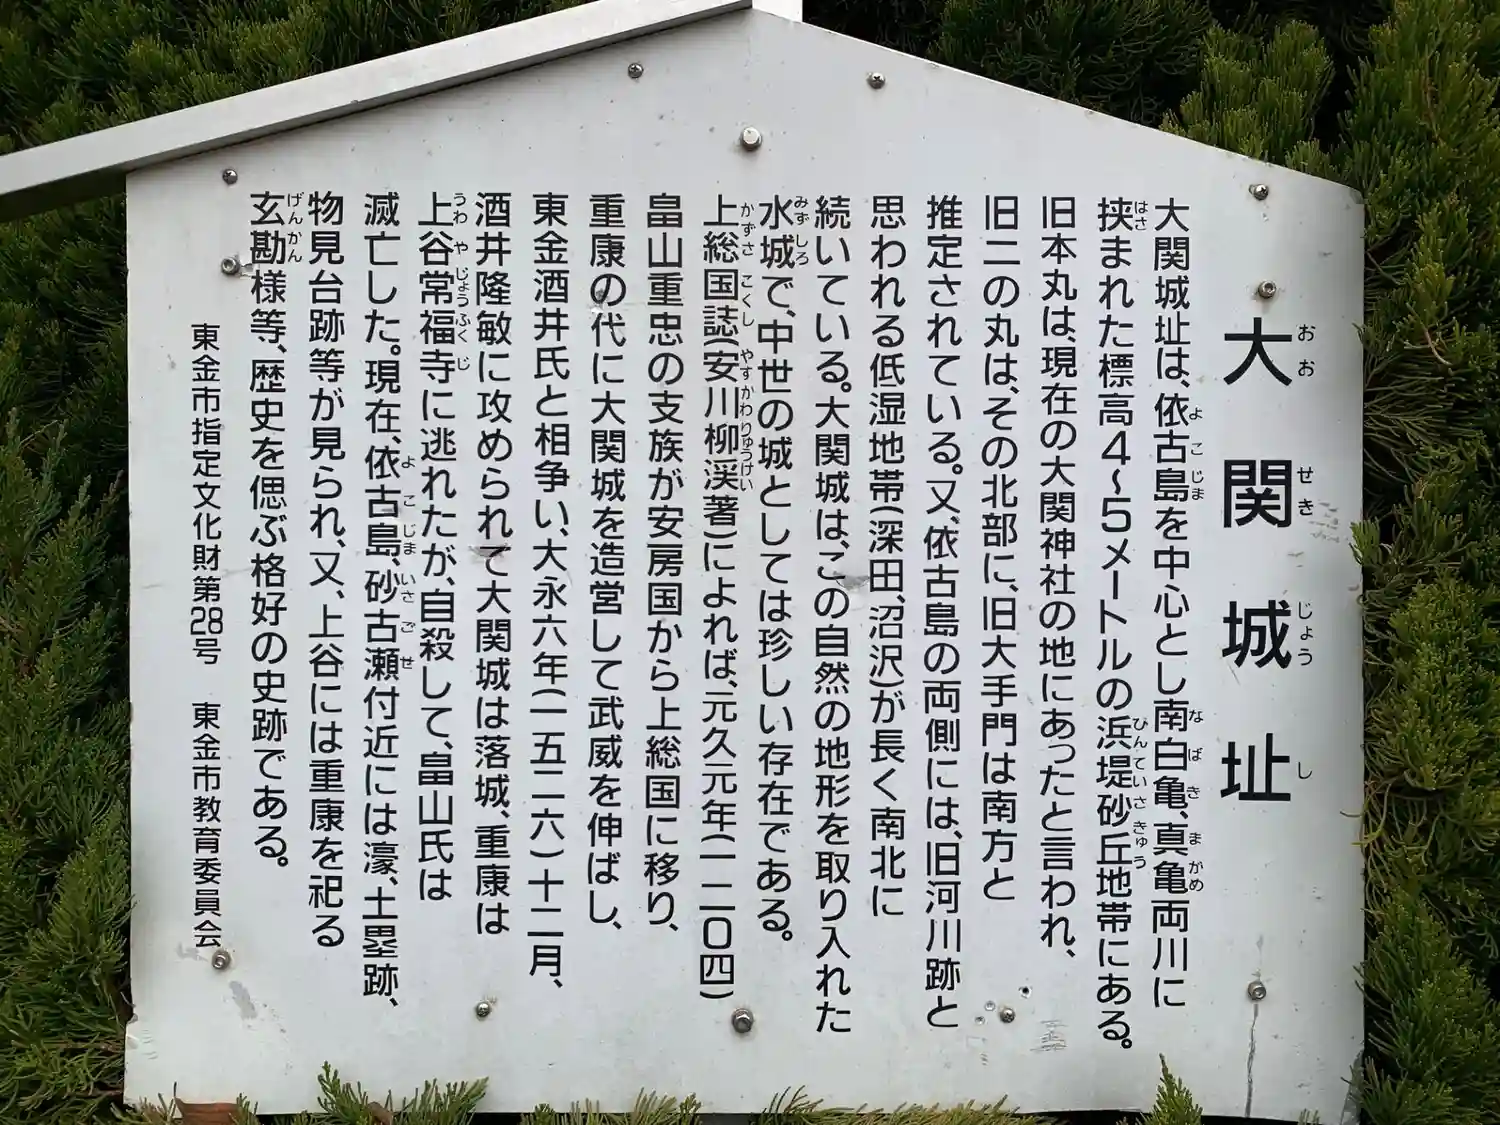 大関城址
大関城址は、依古島を中心とし南白亀、真亀両川に
挟まれた標高4〜5メートルの浜堤砂丘地帯にある。
旧本丸は、現在の大関神社の地にあったと言われ、
旧二の丸は、その北部に、旧大手門は南方と
推定されている。又、依古島の両側には、旧河川跡と
思われる低湿地帯(深田、沼沢)が長く南北に
続いている。大関城は、この自然の地形を取り入れた
水城で、中世の城としては珍しい存在である。
上総国誌(安川柳渓著)によれば、元久元年(一二〇四)
畠山重忠の支族が安房国から上総国に移り、
重康の代に大関城を造営して武威を伸ばし、
東金酒井氏と相争い、大永六年(一五二六)十二月、
酒井隆敏に攻められて大関城は落城、重康は
上谷常福寺に逃れたが、自殺して、畠山氏は
滅亡した。現在、依古島、砂古瀬付近には濠、土塁跡、
物見台跡等が見られ、又、上谷には重康を祀る
玄勘様等、歴史を偲ぶ格好の史跡である。
東金市指定文化財第28号 東金市教育委員会